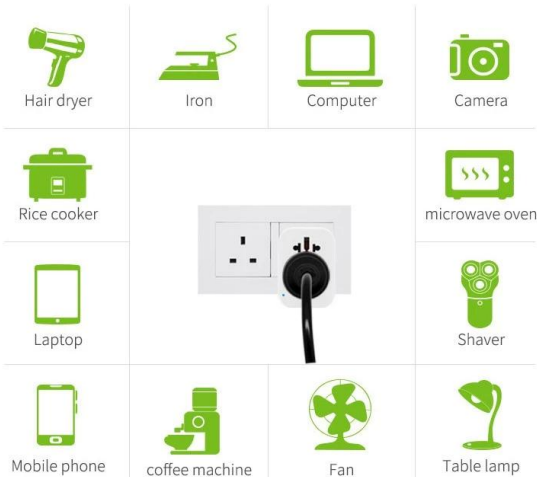 Hair dryer
Iron
Computer
Camera
Rice cooker
microwave oven
Laptop
Shaver
Mobile phone
coffee machine
Fan
Table lamp